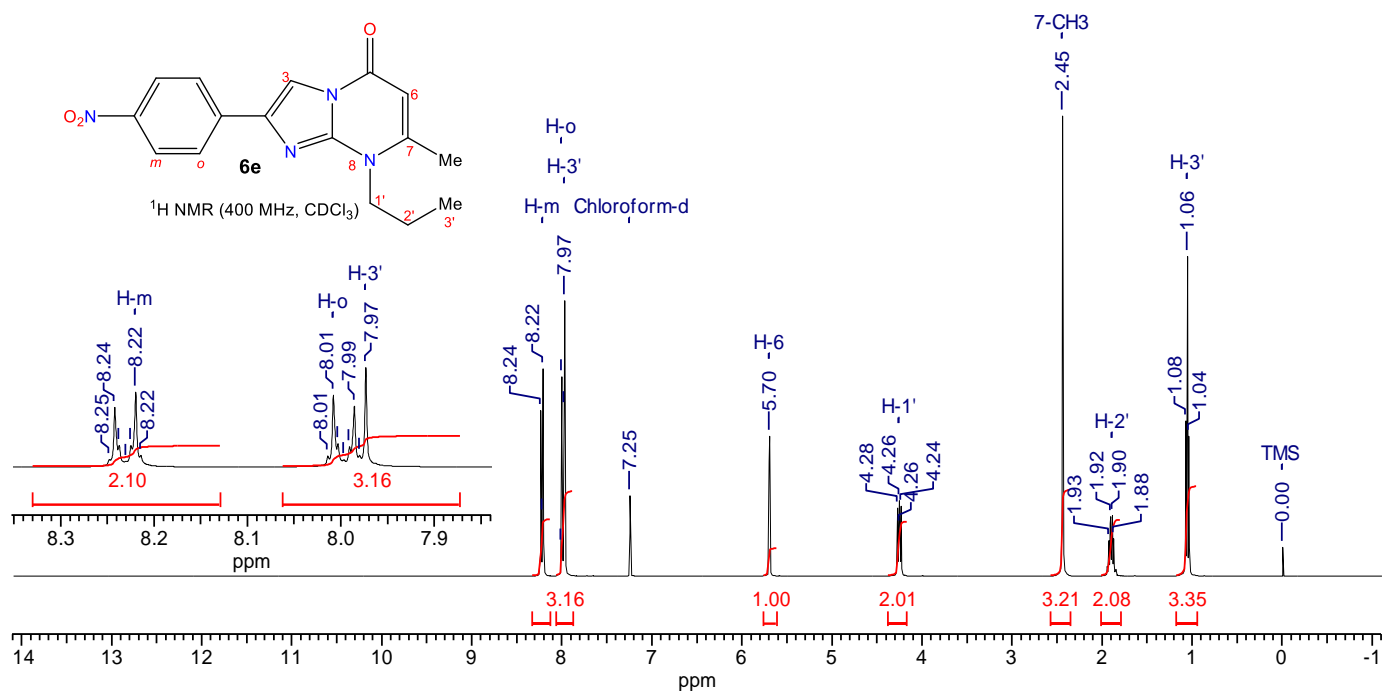 O
3
N
6
O₂N
N
N
7
8
Me
m
o
6e
1'
Me
2'
3'
¹H NMR (400 MHz, CDCl₃)
7-CH3
2.45
H-o
H-3'
H-m
Chloroform-d
8.24
8.22
7.97
7.25
H-6
5.70
H-1'
4.28
4.26
4.26
4.24
H-2'
1.93
1.92
1.90
1.88
H-3'
1.08
1.06
1.04
TMS
0.00
H-m
8.25
8.24
8.22
8.22
H-o
H-3'
8.01
8.01
7.99
7.97
2.10
3.16
8.3 8.2 8.1 8.0 7.9
ppm
3.16 1.00 2.01 3.21 2.08 3.35
14 13 12 11 10 9 8 7 6 5 4 3 2 1 0 -1
ppm